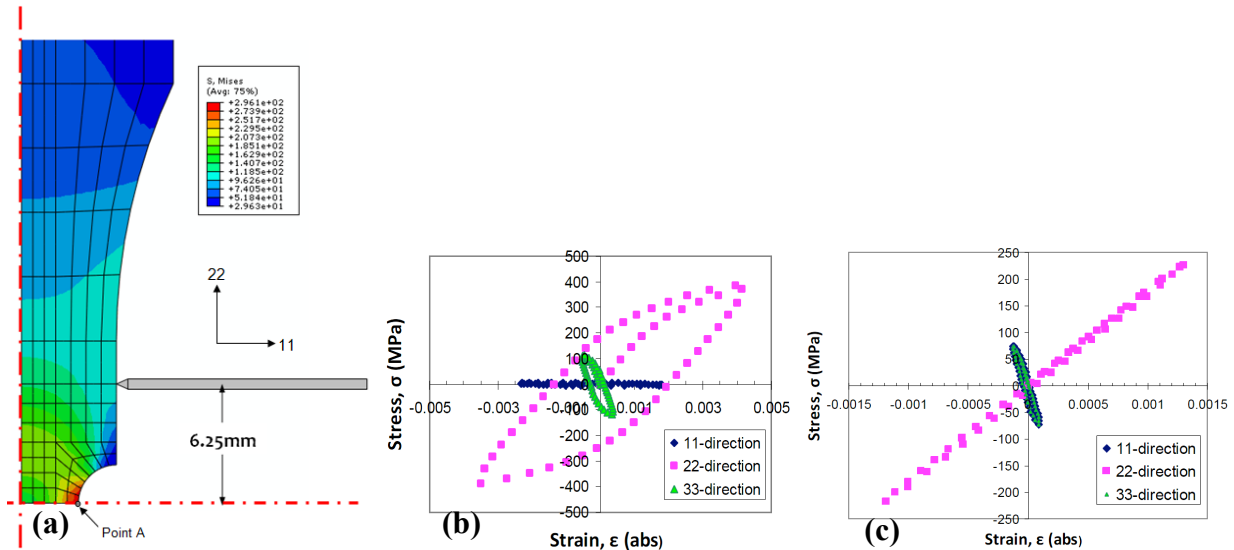 S, Mises
(Avg: 75%)
+2.961e+02
+2.739e+02
+2.517e+02
+2.295e+02
+2.073e+02
+1.851e+02
+1.629e+02
+1.407e+02
+1.185e+02
+9.626e+01
+7.405e+01
+5.184e+01
+2.963e+01
22
11
6.25mm
Point A
(a)
Stress, σ (MPa)
500
400
300
200
100
0
-100
-200
-300
-400
-500
-0.005
-0.003
-0.001
0.001
0.003
0.005
11-direction
22-direction
33-direction
Strain, ε (abs)
(b)
Stress, σ (MPa)
250
200
150
100
50
0
-50
-100
-150
-200
-250
-0.0015
-0.001
-0.0005
0
0.0005
0.001
0.0015
11-direction
22-direction
33-direction
Strain, ε (abs)
(c)